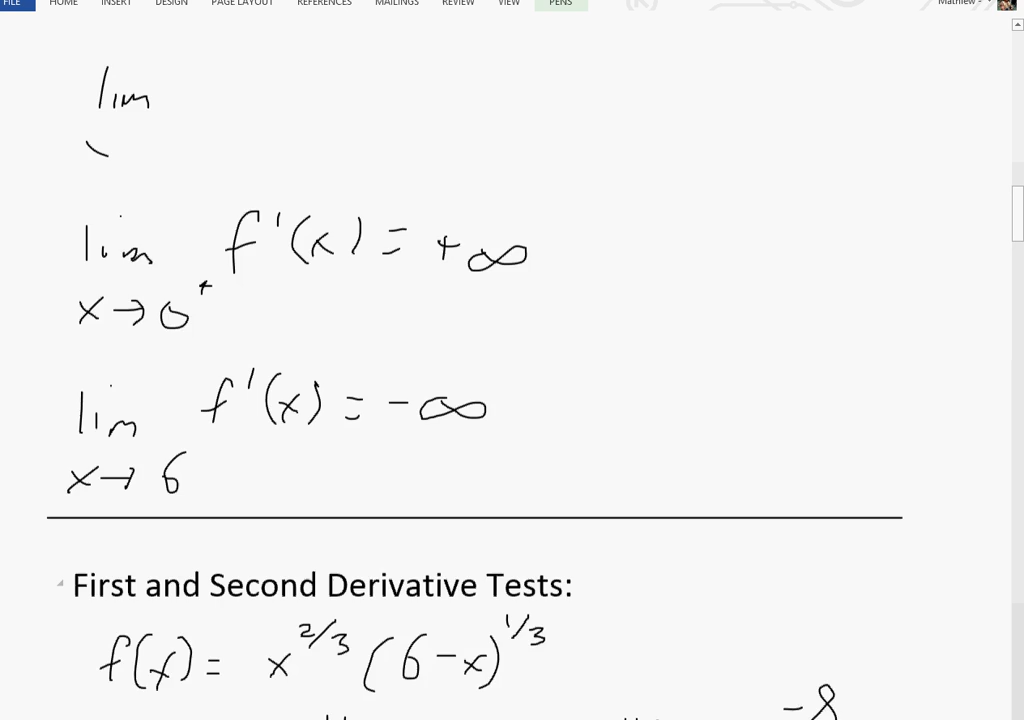 FILE HOME INSERT DESIGN PAGE LAYOUT REFERENCES MAILINGS REVIEW VIEW PENS
lim
lim f'(x) = +∞
x → 0⁺
lim f'(x) = -∞
x → 6
First and Second Derivative Tests:
f(x) = x^2/3 (6-x)^1/3
-8